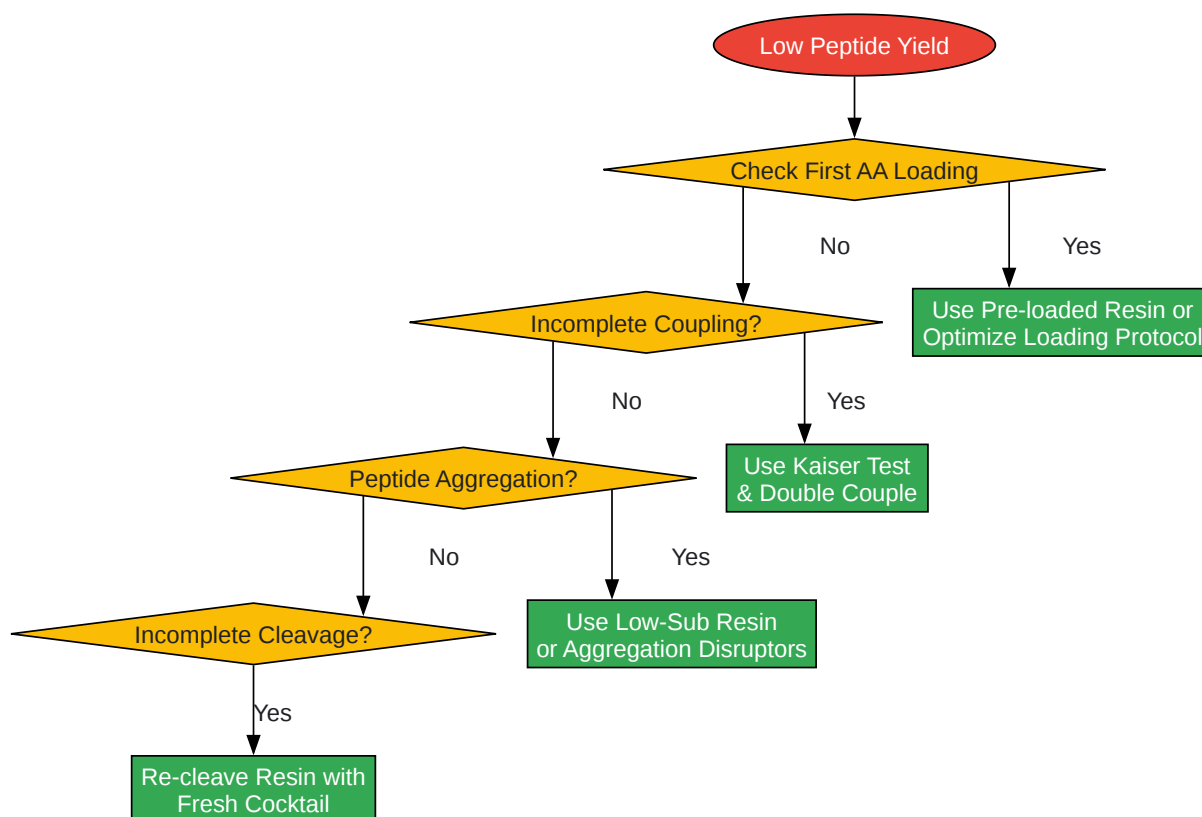 Low Peptide Yield
Check First AA Loading
No
Yes
Use Pre-loaded Resin or
Optimize Loading Protocol
Incomplete Coupling?
No
Yes
Use Kaiser Test
& Double Couple
Peptide Aggregation?
No
Yes
Use Low-Sub Resin
or Aggregation Disruptors
Incomplete Cleavage?
Yes
Re-cleave Resin with
Fresh Cocktail